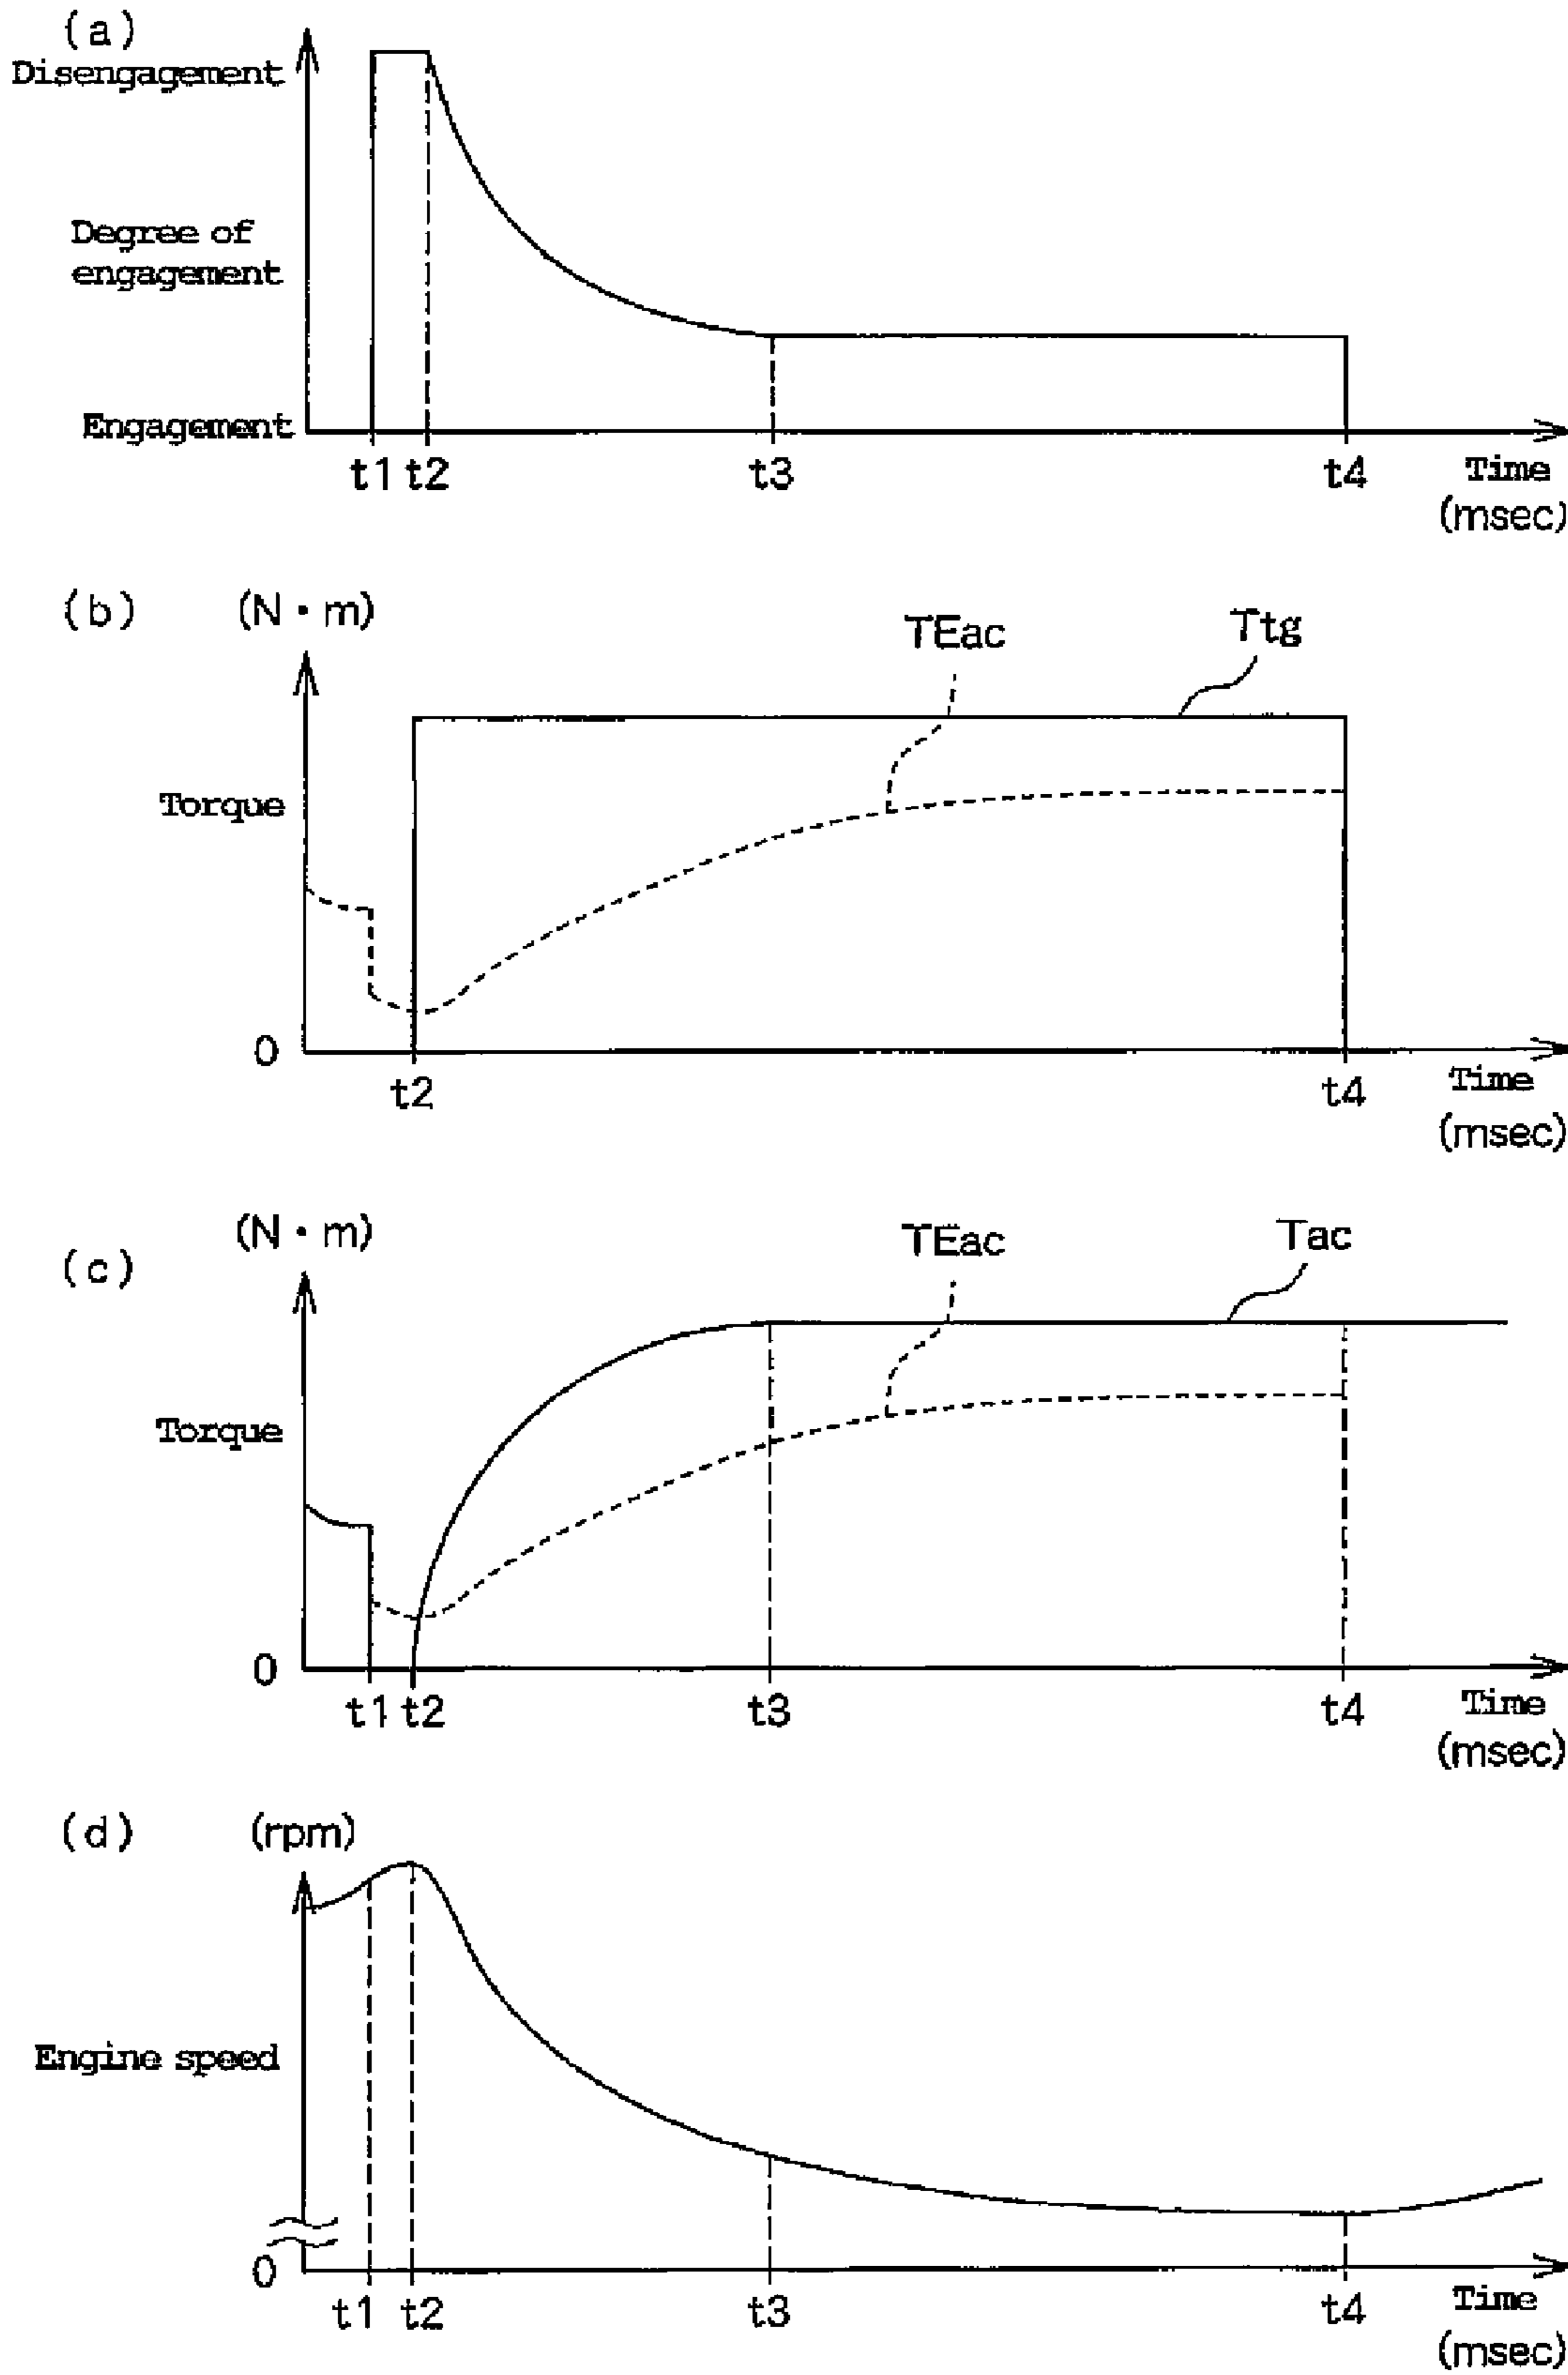 (a)
Disengagement
Degree of
engagement
Engagement
t1 t2 t3 t4 Time
(msec)
(b) (N・m)
TEac Ttg
Torque
0
t2 t4 Time
(msec)
(N・m)
(c) TEac Tac
Torque
0
t1 t2 t3 t4 Time
(msec)
(d) (rpm)
Engine speed
0
t1 t2 t3 t4 Time
(msec)